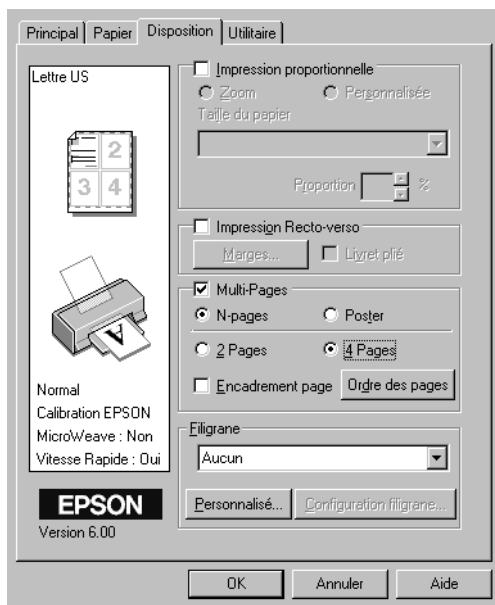 Principal Papier Disposition Utilitaire
Lettre US
2
3 4
A
Normal
Calibration EPSON
MicroWeave : Non
Vitesse Rapide : Oui
EPSON
Version 6.00
Impression proportionnelle
Zoom Personnalisée
Taille du papier
Proportion %
Impression Recto-verso
Marges... Livret plié
Multi-Pages
N-pages Poster
2 Pages 4 Pages
Encadrement page Ordre des pages
Filigrane
Aucun
Personnalisé... Configuration filigrane...
OK Annuler Aide